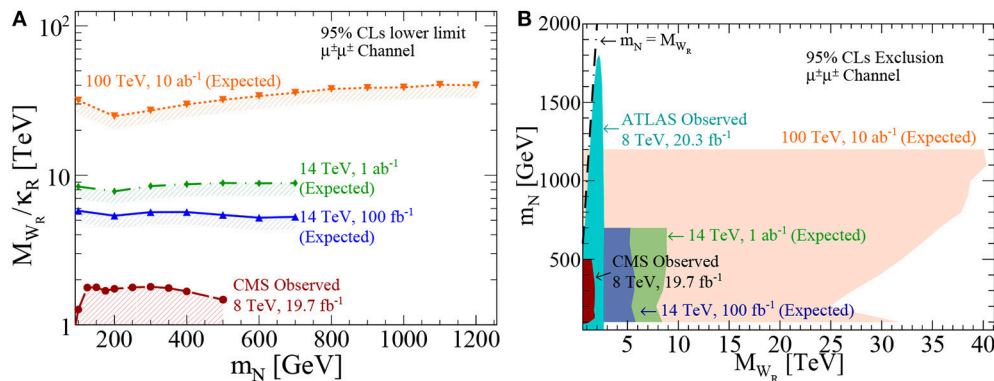 A
10²
95% CLs lower limit
μ±μ± Channel
100 TeV, 10 ab⁻¹ (Expected)
M_{W_R}/κ_R [TeV]
10
14 TeV, 1 ab⁻¹
(Expected)
14 TeV, 100 fb⁻¹
(Expected)
CMS Observed
8 TeV, 19.7 fb⁻¹
1
200 400 600 800 1000 1200
m_N [GeV]
B
2000
m_N = M_{W_R}
95% CLs Exclusion
μ±μ± Channel
1500
ATLAS Observed
8 TeV, 20.3 fb⁻¹
100 TeV, 10 ab⁻¹ (Expected)
m_N [GeV]
1000
14 TeV, 1 ab⁻¹ (Expected)
500
CMS Observed
8 TeV, 19.7 fb⁻¹
14 TeV, 100 fb⁻¹ (Expected)
5 10 15 20 25 30 35 40
M_{W_R} [TeV]